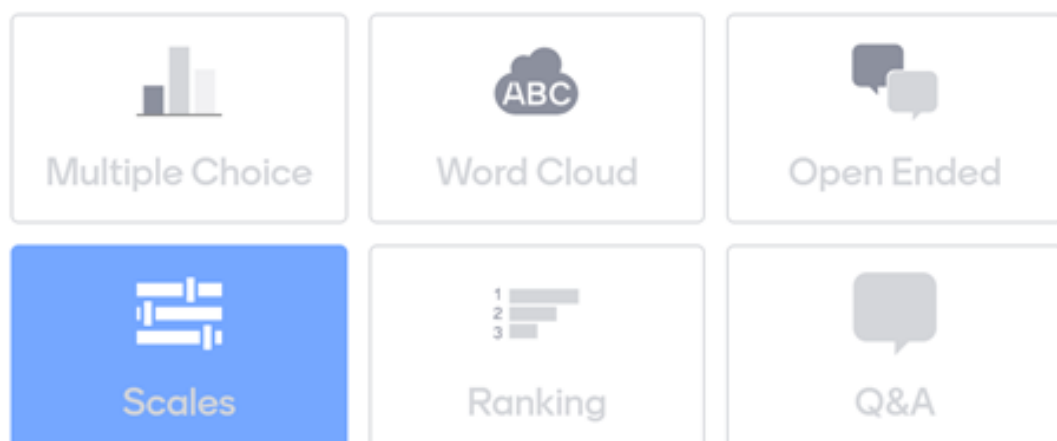 Multiple Choice
ABC
Word Cloud
Open Ended
Scales
1
2
3
Ranking
Q&A